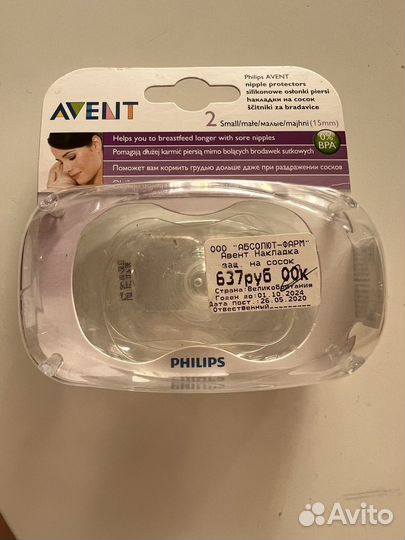 Philips AVENT
nipple protectors
silikonowe osłonki piersi
накладки на сосок
ščitniki za bradavice
AVENT
2 Small/małe/малые/majhni (15mm)
Helps you to breastfeed longer with sore nipples
0%
BPA
Pomagają dłużej karmić piersią mimo bolących brodawek sutkowych
Поможет вам кормить грудью дольше даже при раздражении сосков
ООО "АБСОЛЮТ-ФАРМ"
Авент Накладка
защ. на сосок
637руб 00к
Страна:Великобритания
Годен до:01.10.2024
Дата Пост.:26.05.2020
Отвественный
PHILIPS
Avito